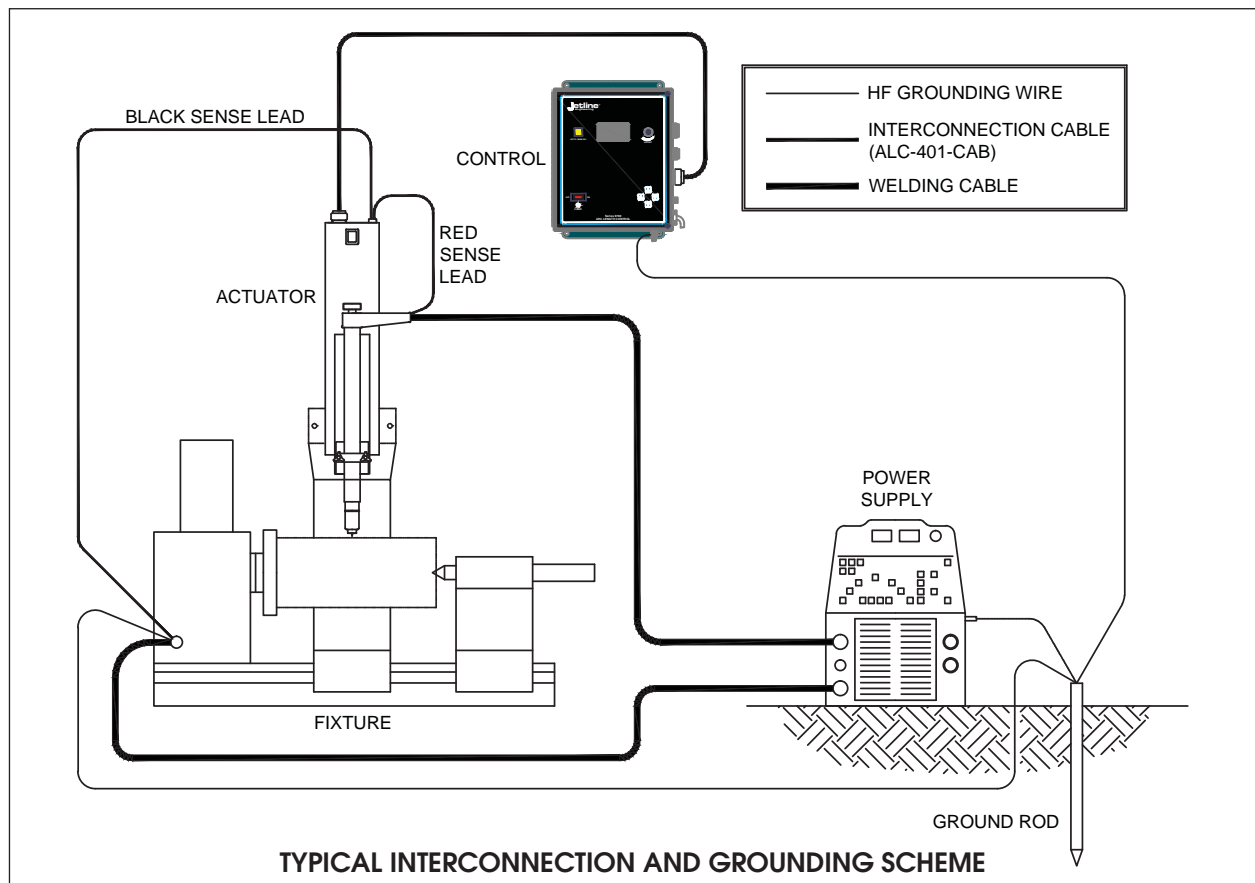 Jetline
HF GROUNDING WIRE
INTERCONNECTION CABLE
(ALC-401-CAB)
WELDING CABLE
BLACK SENSE LEAD
CONTROL
RED
SENSE
LEAD
ACTUATOR
POWER
SUPPLY
FIXTURE
GROUND ROD
TYPICAL INTERCONNECTION AND GROUNDING SCHEME